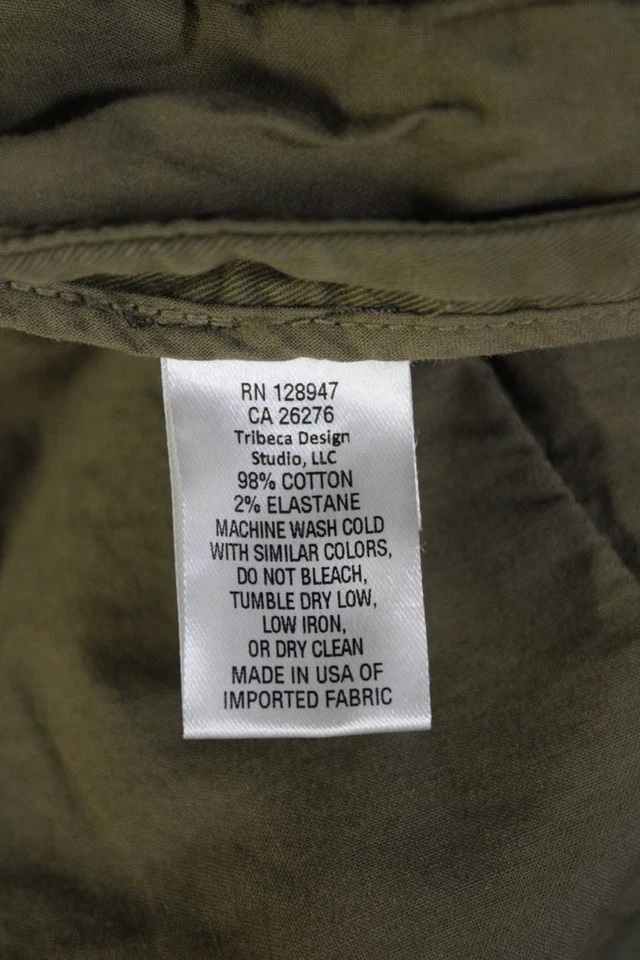 RN 128947
CA 26276
Tribeca Design
Studio, LLC
98% COTTON
2% ELASTANE
MACHINE WASH COLD
WITH SIMILAR COLORS,
DO NOT BLEACH,
TUMBLE DRY LOW,
LOW IRON,
OR DRY CLEAN
MADE IN USA OF
IMPORTED FABRIC